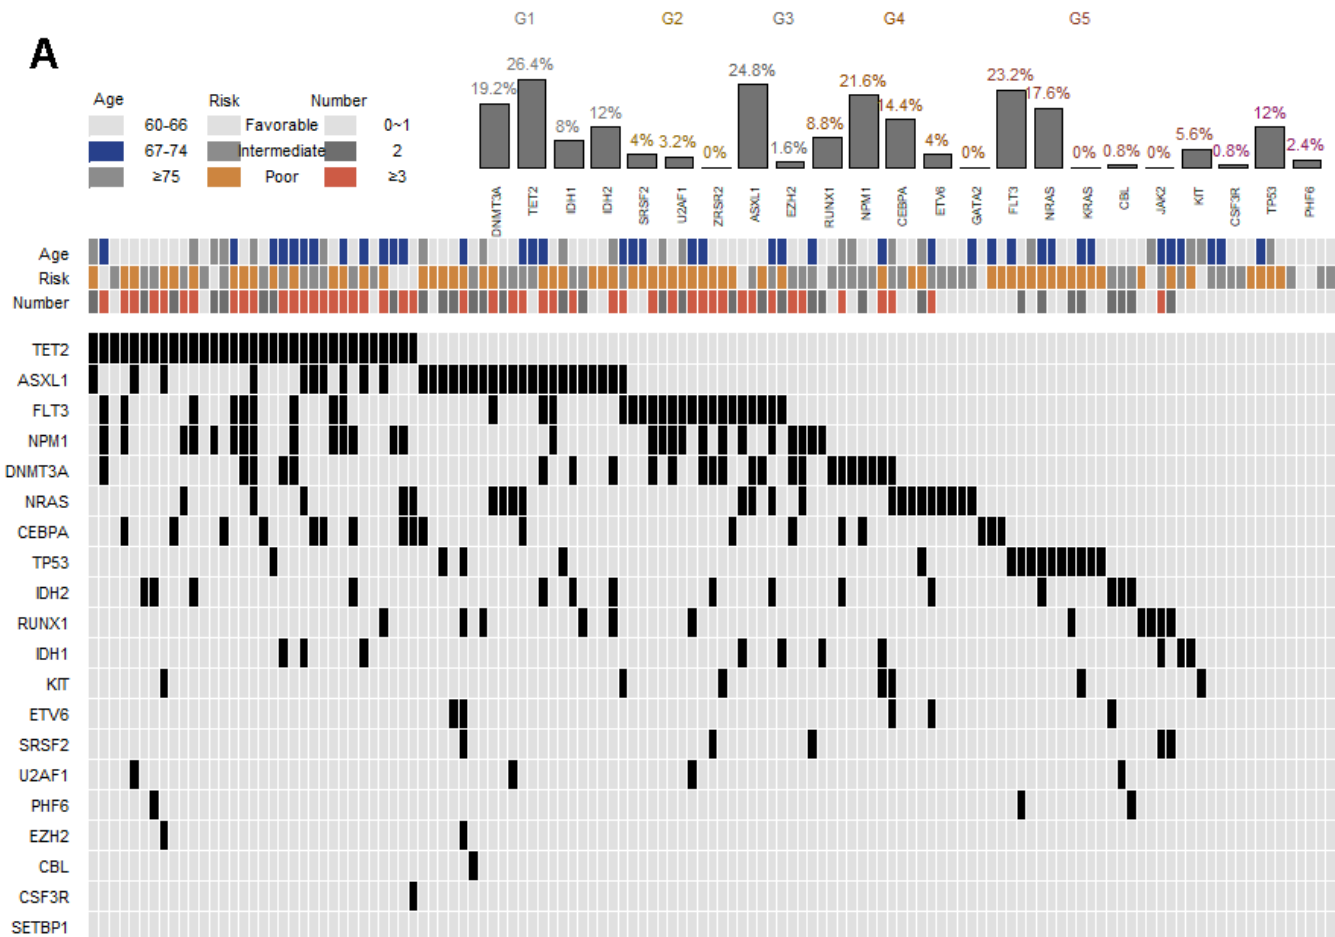 G1 G2 G3 G4 G5
A
Age Risk Number
60-66 Favorable 0~1
67-74 Intermediate 2
≥75 Poor ≥3
19.2% 26.4% 8% 12% 4% 3.2% 0% 24.8% 1.6% 8.8% 21.6% 14.4% 4% 0% 23.2% 17.6% 0% 0.8% 0% 5.6% 0.8% 12% 2.4%
DNMT3A TET2 IDH1 IDH2 SRSF2 U2AF1 ZRSR2 ASXL1 EZH2 RUNX1 NPM1 CEBPA ETV6 GATA2 FLT3 NRAS KRAS CBL JAK2 KIT CSF3R TP53 PHF6
Age
Risk
Number
TET2
ASXL1
FLT3
NPM1
DNMT3A
NRAS
CEBPA
TP53
IDH2
RUNX1
IDH1
KIT
ETV6
SRSF2
U2AF1
PHF6
EZH2
CBL
CSF3R
SETBP1